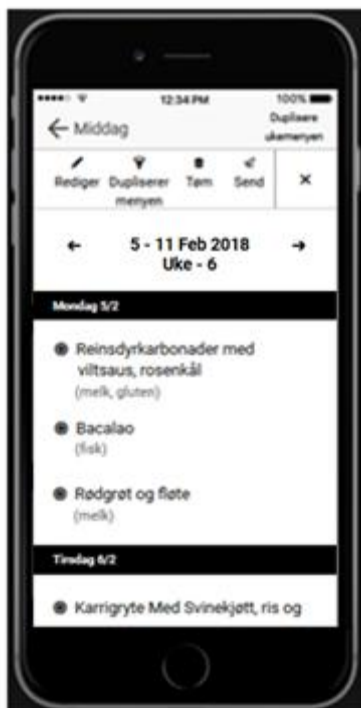 12:34 PM 100%
← Middag Duplisere
ukemenyen
Rediger Dupliserer Tøm Send ×
menyen
← 5 - 11 Feb 2018 →
Uke - 6
Mondag 5/2
Reinsdyrkarbonader med
viltsaus, rosenkål
(melk, gluten)
Bacalao
(fisk)
Rødgrøt og fløte
(melk)
Tirsdag 6/2
Karrigryte Med Svinekjøtt, ris og